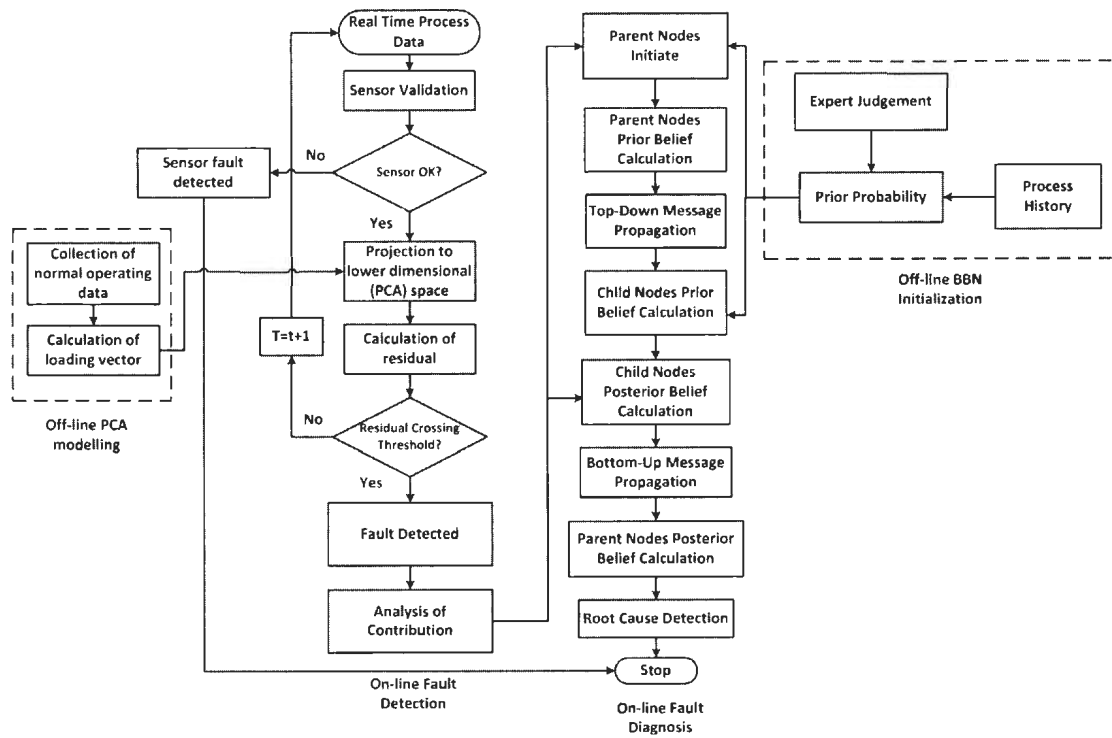 Real Time Process
Data
Sensor Validation
Sensor OK?
No
Yes
Sensor fault
detected
Collection of
normal operating
data
Calculation of
loading vector
Off-line PCA
modelling
Projection to
lower dimensional
(PCA) space
Calculation of
residual
T=t+1
Residual Crossing
Threshold?
No
Yes
Fault Detected
Analysis of
Contribution
On-line Fault
Detection
Parent Nodes
Initiate
Parent Nodes
Prior Belief
Calculation
Top-Down Message
Propagation
Child Nodes Prior
Belief Calculation
Child Nodes
Posterior Belief
Calculation
Bottom-Up Message
Propagation
Parent Nodes Posterior
Belief Calculation
Root Cause Detection
Stop
On-line Fault
Diagnosis
Expert Judgement
Prior Probability
Process
History
Off-line BBN
Initialization